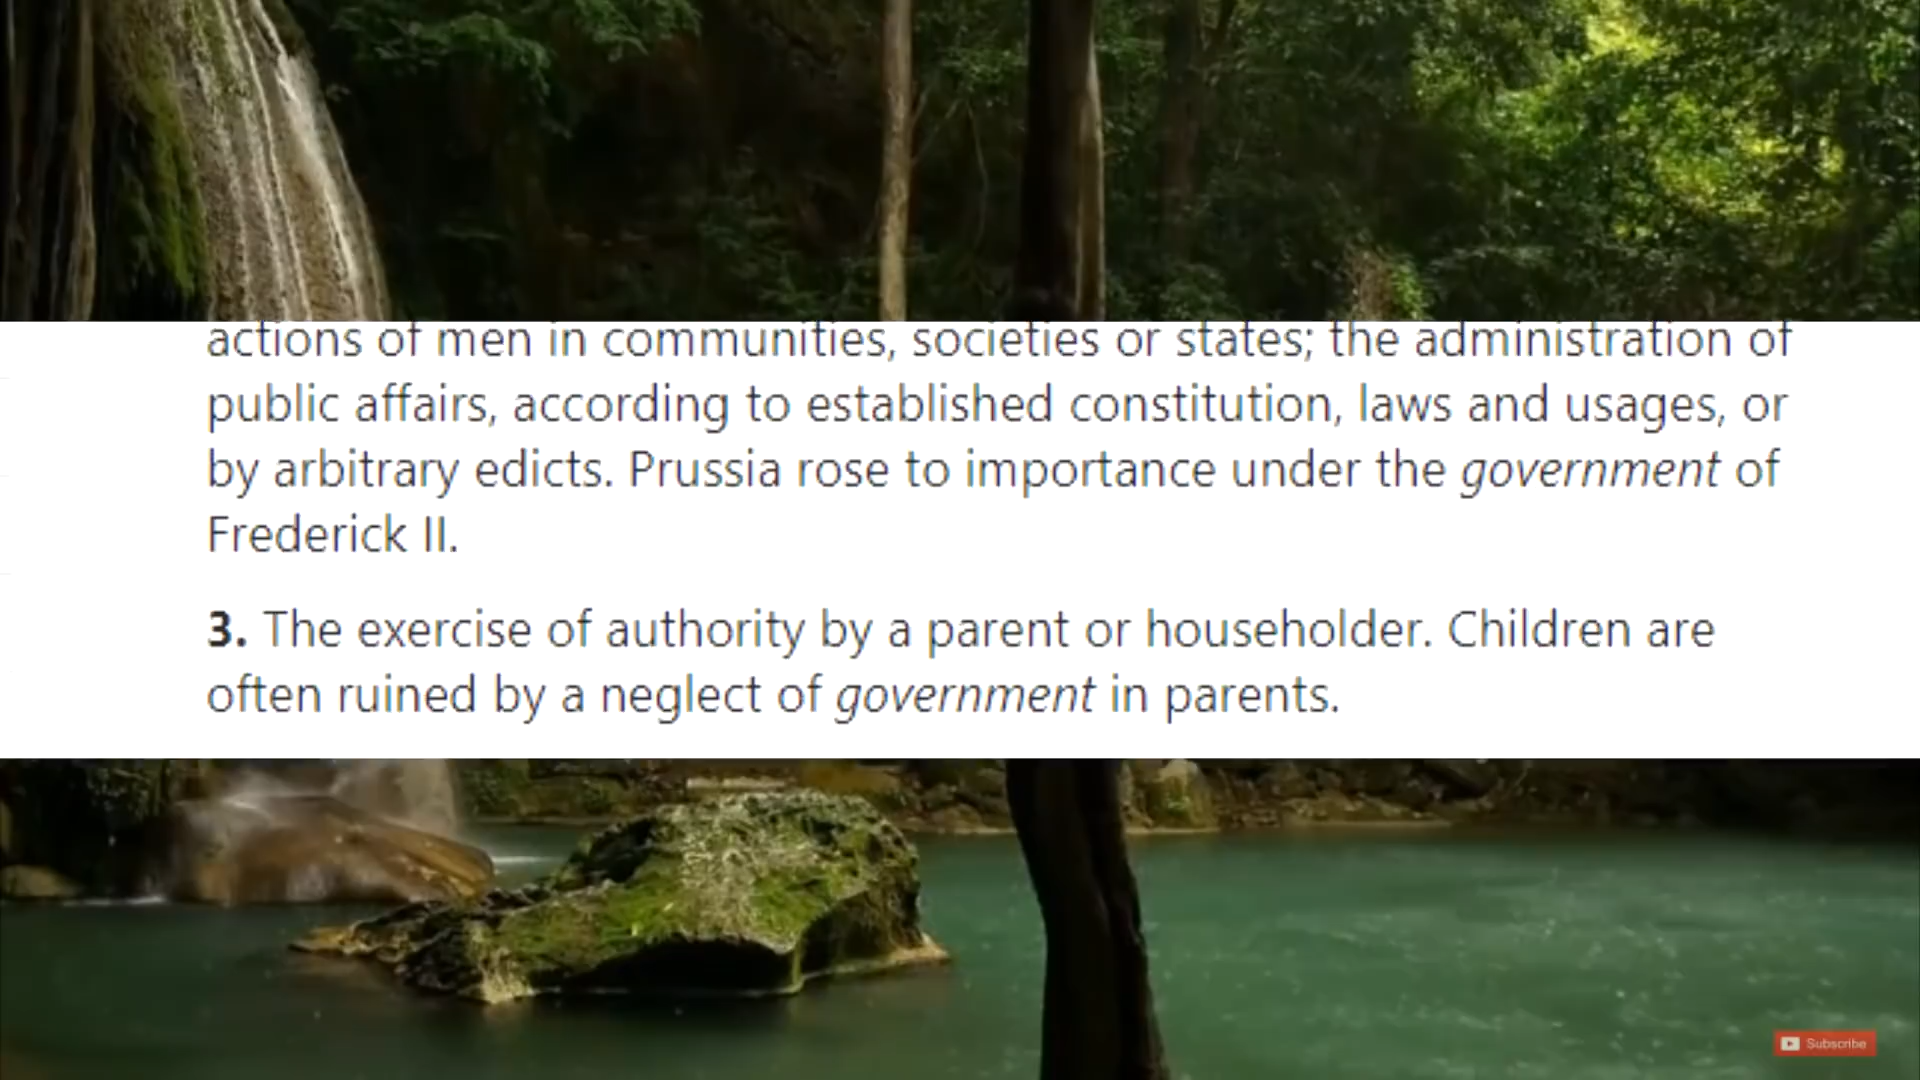 actions of men in communities, societies or states; the administration of
public affairs, according to established constitution, laws and usages, or
by arbitrary edicts. Prussia rose to importance under the government of
Frederick II.
3. The exercise of authority by a parent or householder. Children are
often ruined by a neglect of government in parents.
Subscribe